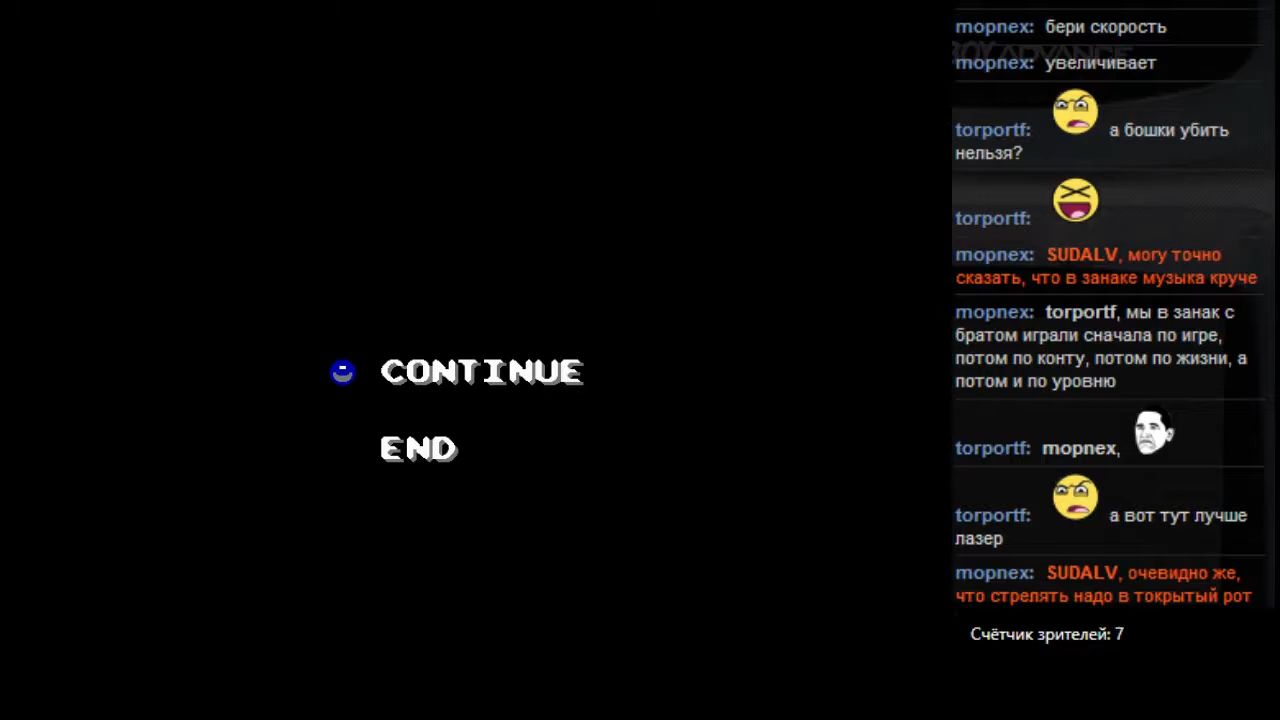 CONTINUE
END
mopnex: бери скорость
ADVANCE
mopnex: увеличивает
torportf: а бошки убить
нельзя?
torportf:
mopnex: SUDALV, могу точно
сказать, что в занаке музыка круче
mopnex: torportf, мы в занак с
братом играли сначала по игре,
потом по конту, потом по жизни, а
потом и по уровню
torportf: mopnex,
torportf: а вот тут лучше
лазер
mopnex: SUDALV, очевидно же,
что стрелять надо в токрытый рот
Счётчик зрителей: 7